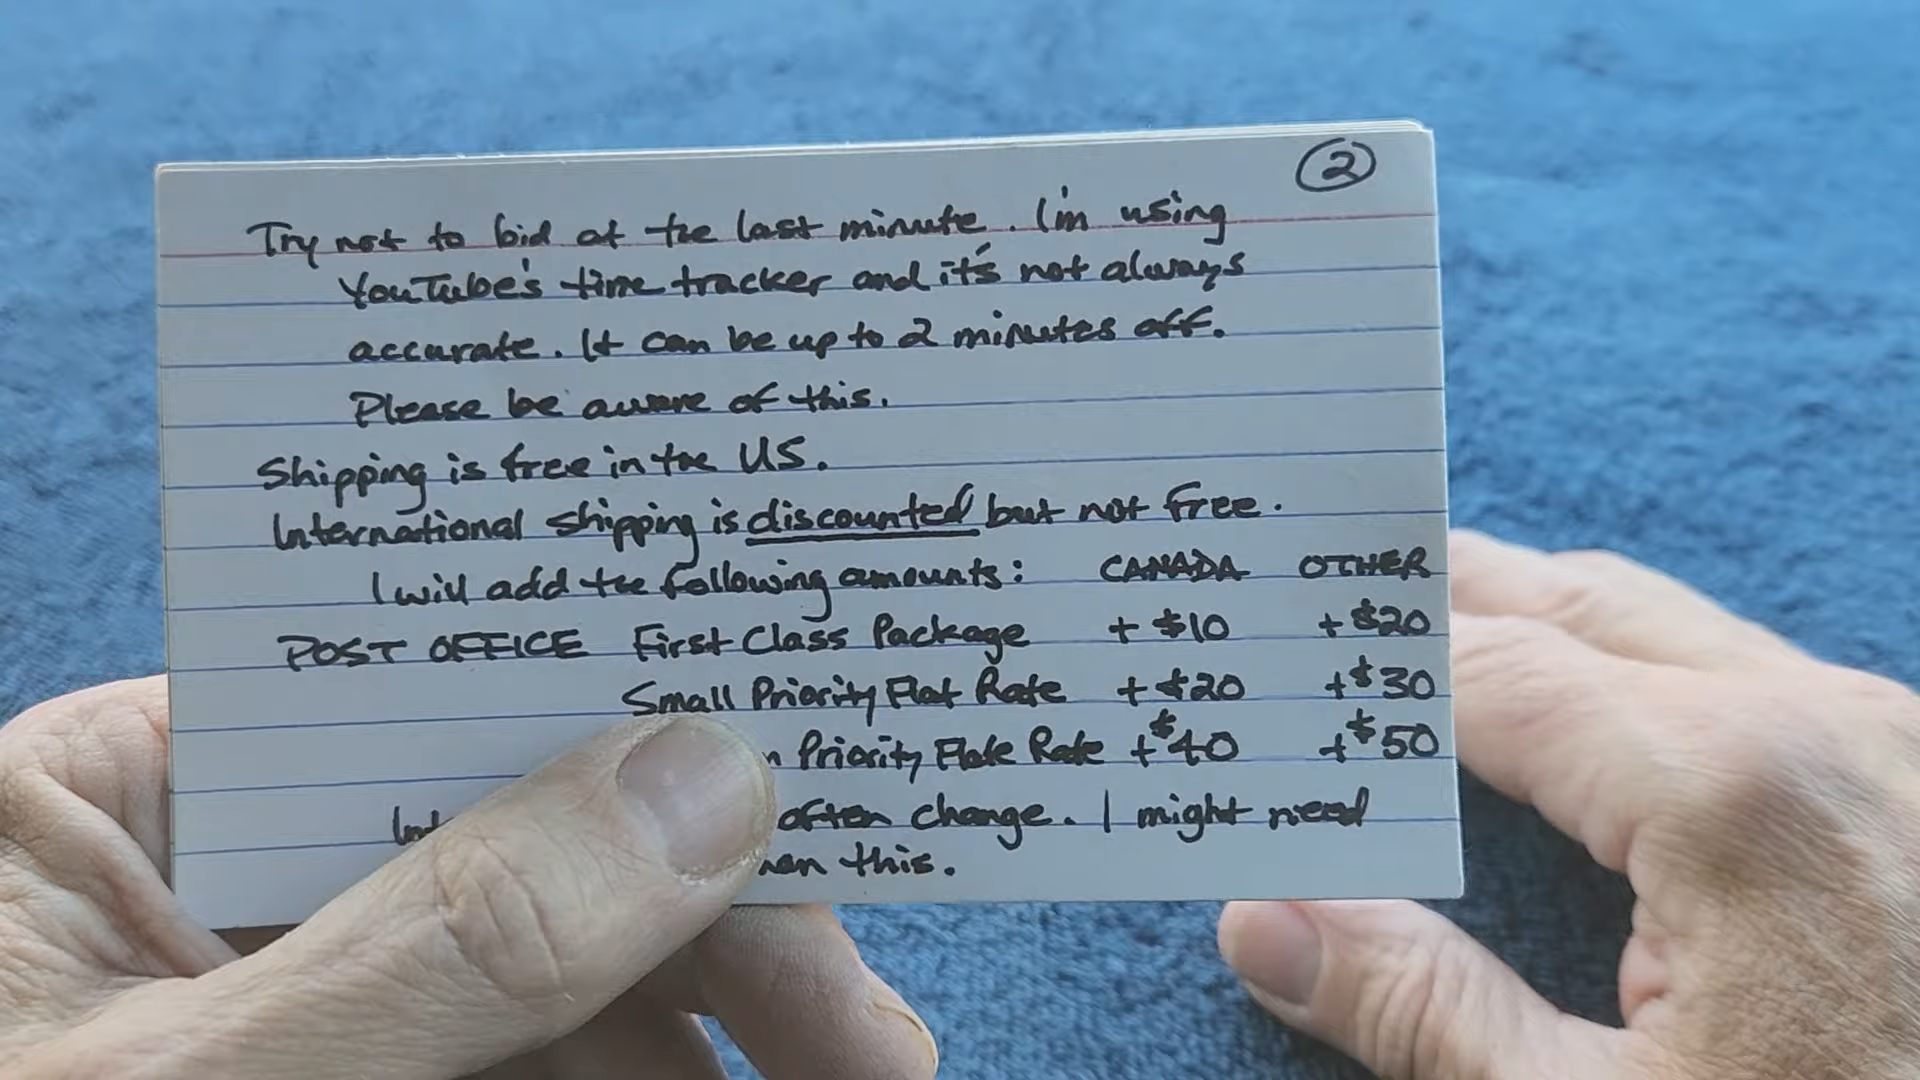 2
Try not to bid at the last minute. I'm using
YouTube's time tracker and it's not always
accurate. It can be up to 2 minutes off.
Please be aware of this.
Shipping is free in the US.
International shipping is discounted but not free.
I will add the following amounts: CANADA OTHER
POST OFFICE First Class Package + $10 + $20
Small Priority Flat Rate + $20 + $30
Priority Flate Rate + $40 + $50
often change. I might need
this.